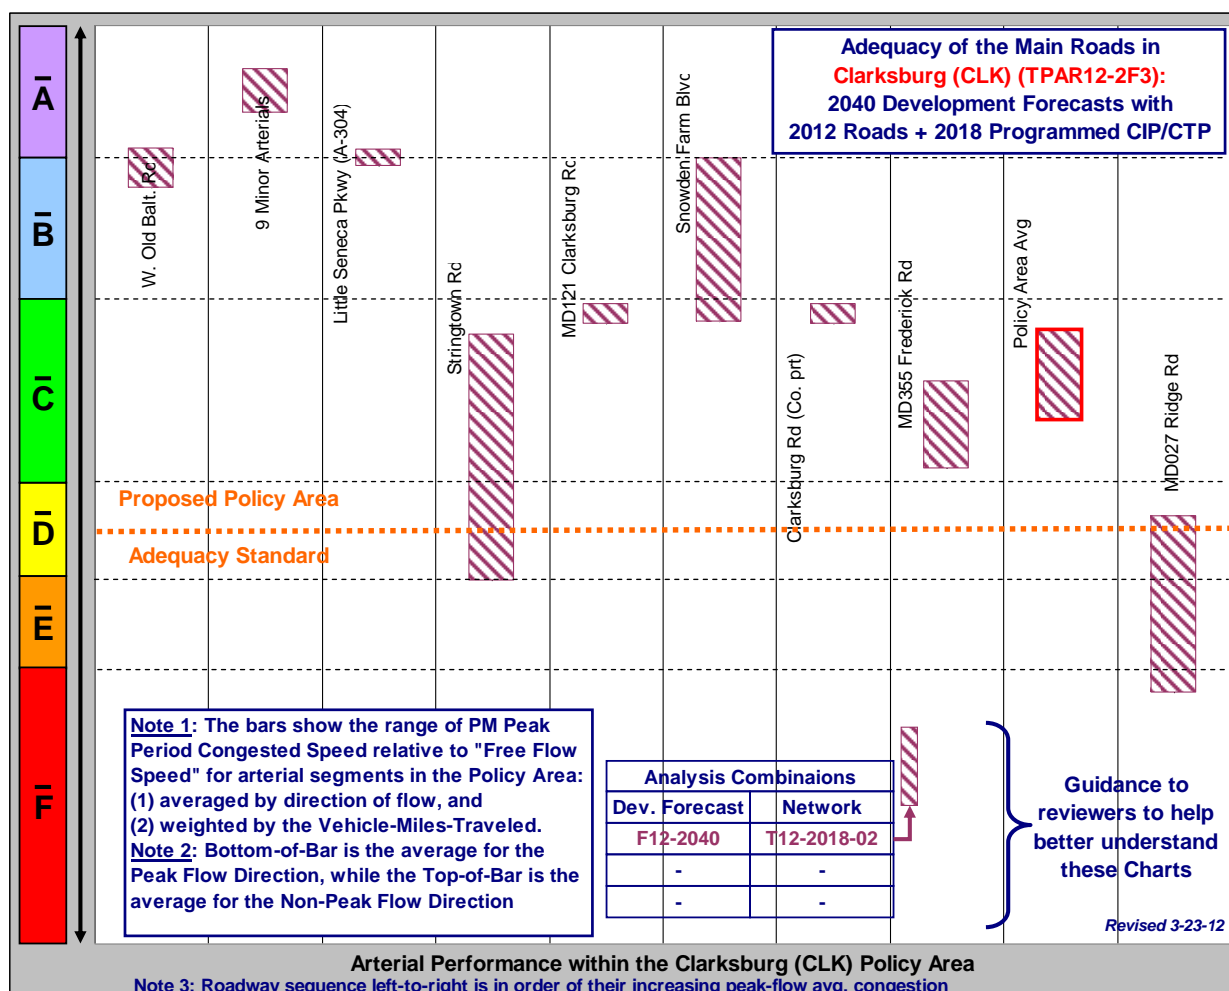 Adequacy of the Main Roads in
Clarksburg (CLK) (TPAR12-2F3):
2040 Development Forecasts with
2012 Roads + 2018 Programmed CIP/CTP
A
B
C
D
E
F
W. Old Balt. Rd
9 Minor Arterials
Little Seneca Pkwy (A-304)
Stringtown Rd
MD121 Clarksburg Rd
Snowden Farm Blvd
Clarksburg Rd (Co. prt)
MD355 Frederick Rd
Policy Area Avg
MD027 Ridge Rd
Proposed Policy Area
Adequacy Standard
Note 1: The bars show the range of PM Peak
Period Congested Speed relative to "Free Flow
Speed" for arterial segments in the Policy Area:
(1) averaged by direction of flow, and
(2) weighted by the Vehicle-Miles-Traveled.
Note 2: Bottom-of-Bar is the average for the
Peak Flow Direction, while the Top-of-Bar is the
average for the Non-Peak Flow Direction
Analysis Combinaions
Dev. Forecast Network
F12-2040 T12-2018-02
- -
- -
Guidance to
reviewers to help
better understand
these Charts
Revised 3-23-12
Arterial Performance within the Clarksburg (CLK) Policy Area
Note 3: Roadway sequence left-to-right is in order of their increasing peak-flow avg. congestion